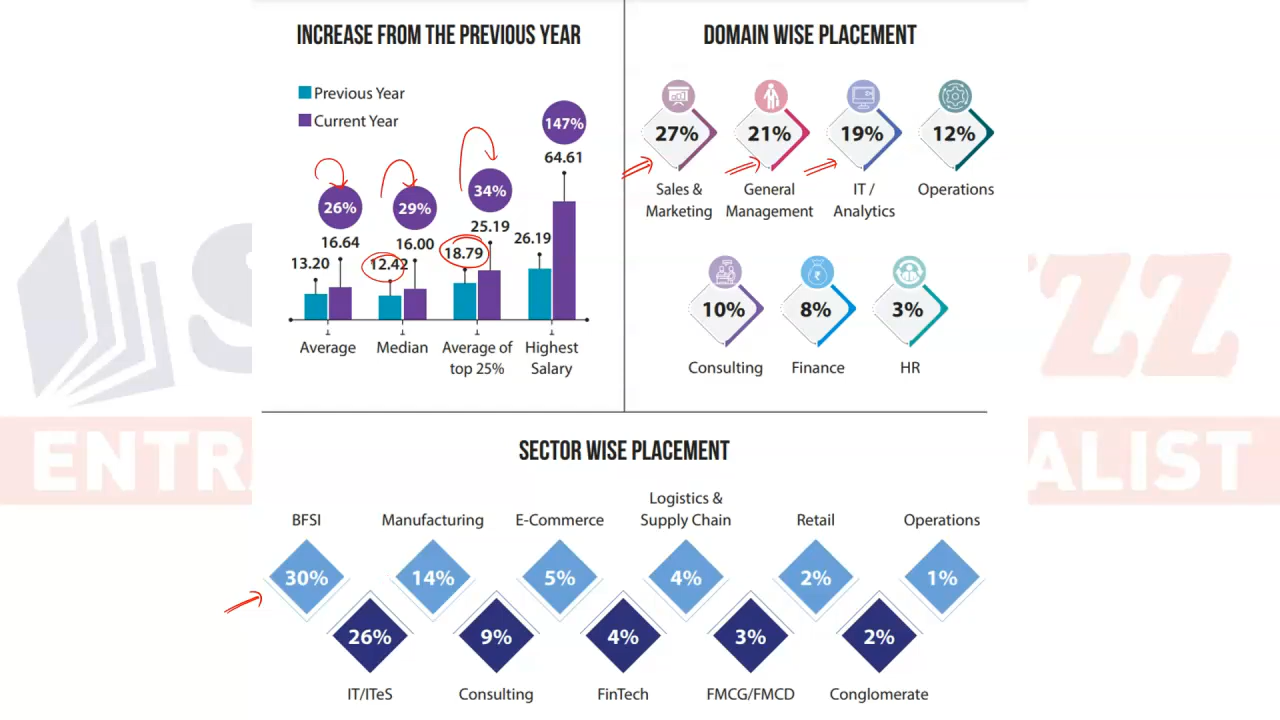 INCREASE FROM THE PREVIOUS YEAR
Previous Year
Current Year
147%
64.61
34%
26%
29%
25.19
16.64
16.00
26.19
18.79
13.20
12.42
Average
Median
Average of
top 25%
Highest
Salary
DOMAIN WISE PLACEMENT
27%
21%
19%
12%
Sales &
Marketing
General
Management
IT /
Analytics
Operations
10%
8%
3%
Consulting
Finance
HR
SECTOR WISE PLACEMENT
BFSI
Manufacturing
E-Commerce
Logistics &
Supply Chain
Retail
Operations
30%
14%
5%
4%
2%
1%
26%
9%
4%
3%
2%
IT/ITeS
Consulting
FinTech
FMCG/FMCD
Conglomerate
S
ZZ
ENTRA
ALIST